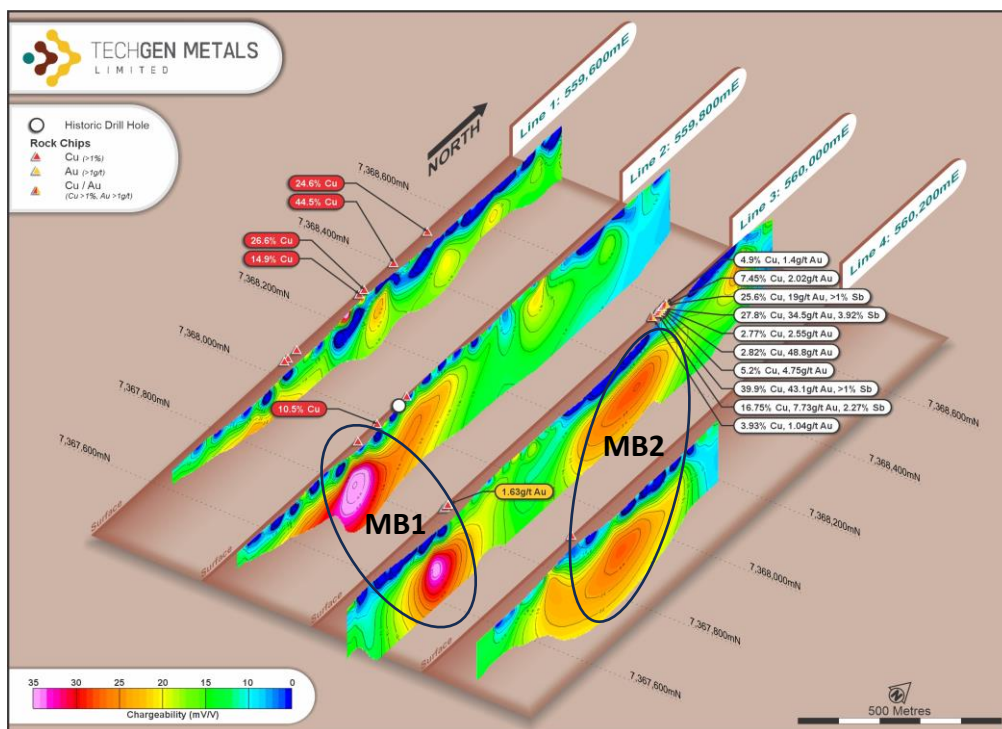 TECHGEN METALS
LIMITED
Historic Drill Hole
Rock Chips
Cu (>1%)
Au (>1g/t)
Cu / Au
(Cu >1%, Au >1g/t)
NORTH
Line 1: 559,600mE
Line 2: 559,800mE
Line 3: 560,000mE
Line 4: 560,200mE
24.6% Cu
44.5% Cu
26.6% Cu
14.9% Cu
10.5% Cu
1.63g/t Au
4.9% Cu, 1.4g/t Au
7.45% Cu, 2.02g/t Au
25.6% Cu, 19g/t Au, >1% Sb
27.8% Cu, 34.5g/t Au, 3.92% Sb
2.77% Cu, 2.55g/t Au
2.82% Cu, 48.8g/t Au
5.2% Cu, 4.75g/t Au
39.9% Cu, 43.1g/t Au, >1% Sb
16.75% Cu, 7.73g/t Au, 2.27% Sb
3.93% Cu, 1.04g/t Au
7,368,600mN
7,368,400mN
7,368,200mN
7,368,000mN
7,367,800mN
7,367,600mN
MB1
MB2
Surface
Surface
Surface
Surface
7,368,600mN
7,368,400mN
7,368,200mN
7,368,000mN
7,367,800mN
7,367,600mN
35 30 25 20 15 10 5 0
Chargeability (mV/V)
N
500 Metres